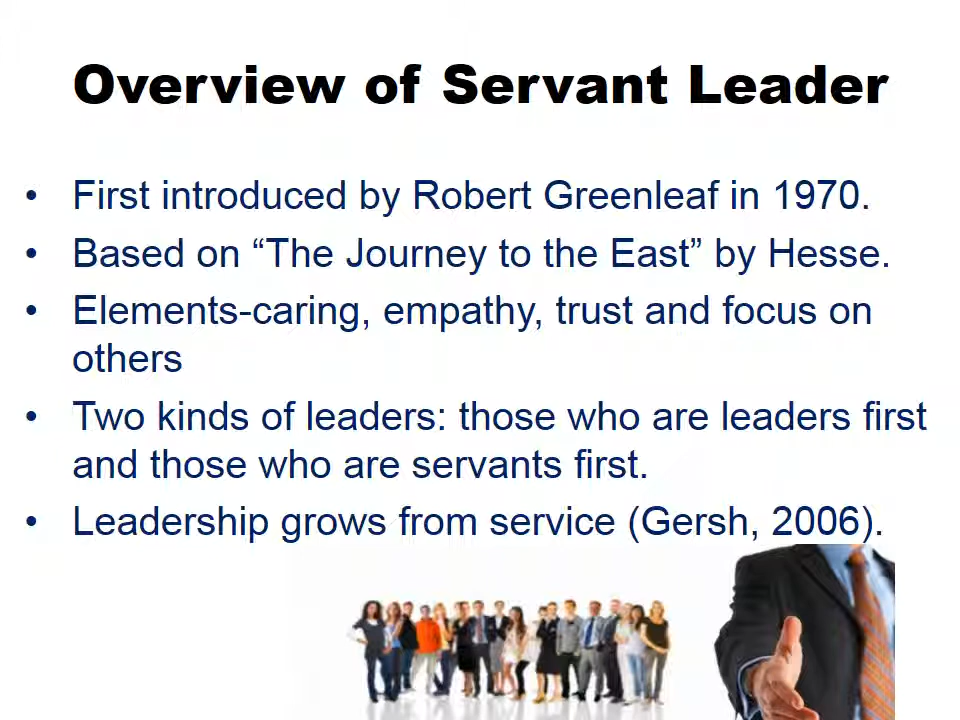 Overview of Servant Leader
• First introduced by Robert Greenleaf in 1970.
• Based on “The Journey to the East” by Hesse.
• Elements-caring, empathy, trust and focus on
others
• Two kinds of leaders: those who are leaders first
and those who are servants first.
• Leadership grows from service (Gersh, 2006).